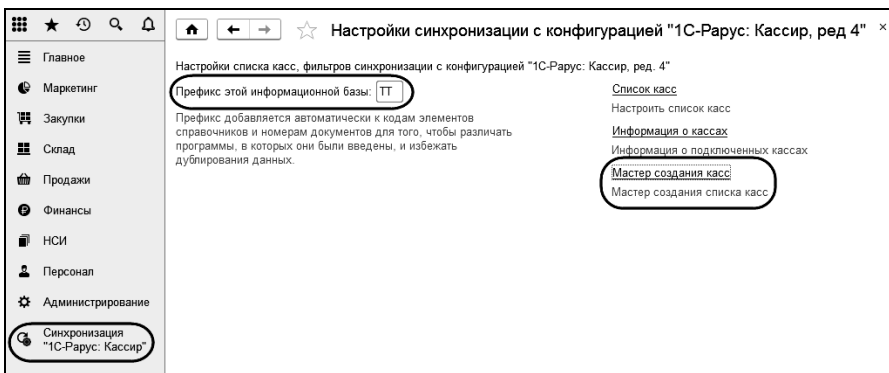 Настройки синхронизации с конфигурацией "1С-Рарус: Кассир, ред 4"
Главное
Маркетинг
Закупки
Склад
Продажи
Финансы
НСИ
Персонал
Администрирование
Синхронизация
"1С-Рарус: Кассир"
Настройки списка касс, фильтров синхронизации с конфигурацией "1С-Рарус: Кассир, ред. 4"
Префикс этой информационной базы: ТТ
Префикс добавляется автоматически к кодам элементов
справочников и номерам документов для того, чтобы различать
программы, в которых они были введены, и избежать
дублирования данных.
Список касс
Настроить список касс
Информация о кассах
Информация о подключенных кассах
Мастер создания касс
Мастер создания списка касс